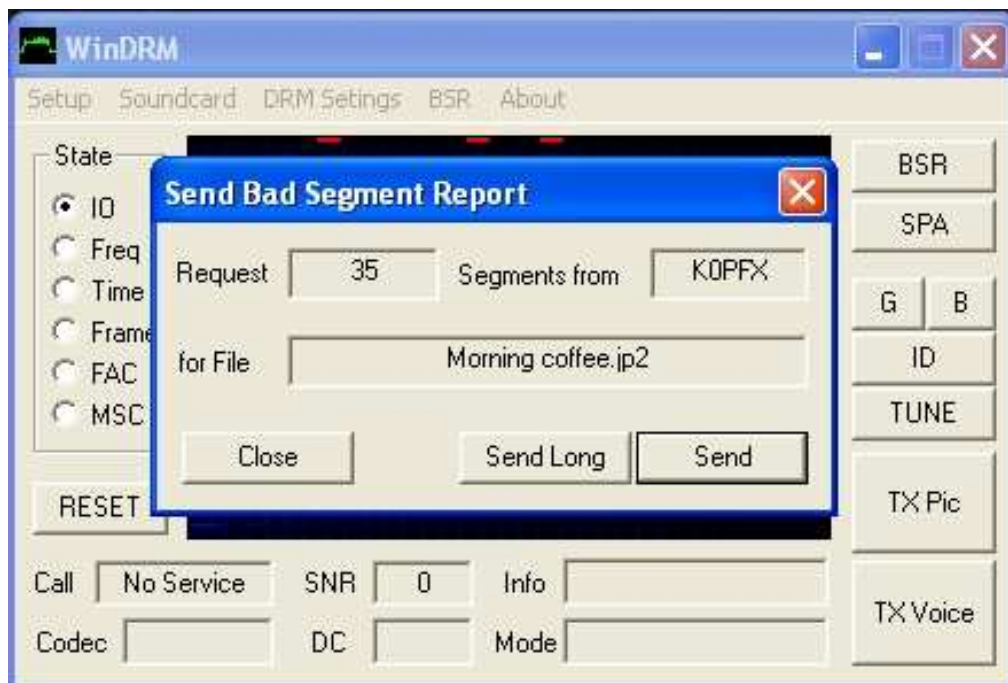 WinDRM
Setup Soundcard DRM Setings BSR About
State
IO
Freq
Time
Frame
FAC
MSC
RESET
Send Bad Segment Report
Request 35 Segments from K0PFX
for File Morning coffee.jp2
Close Send Long Send
BSR
SPA
G B
ID
TUNE
TX Pic
TX Voice
Call No Service SNR 0 Info
Codec DC Mode